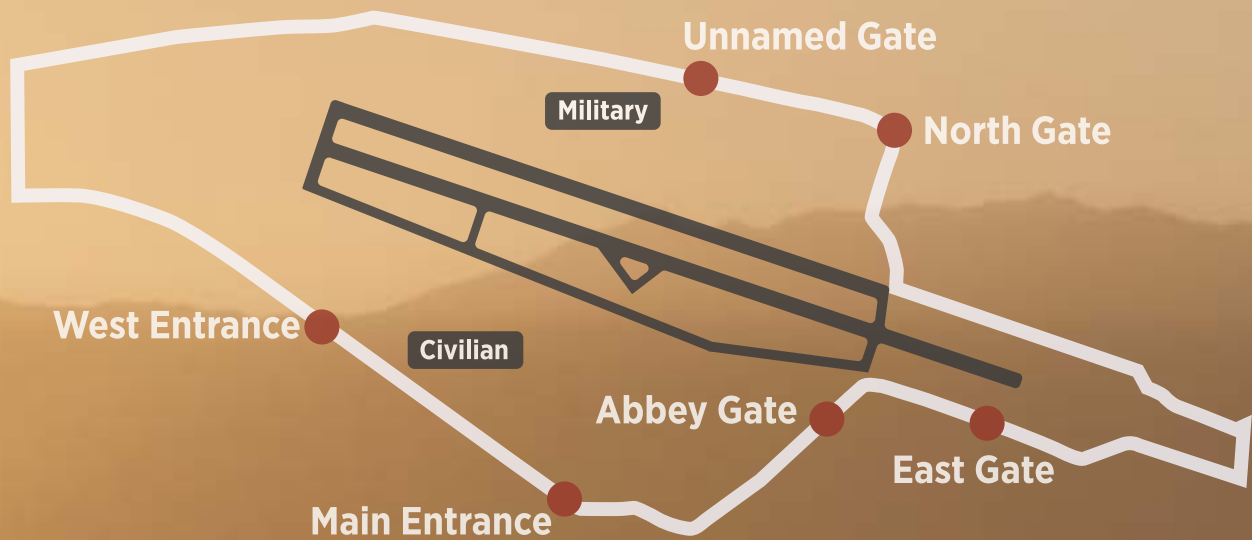 Unnamed Gate
Military
North Gate
West Entrance
Civilian
Abbey Gate
East Gate
Main Entrance